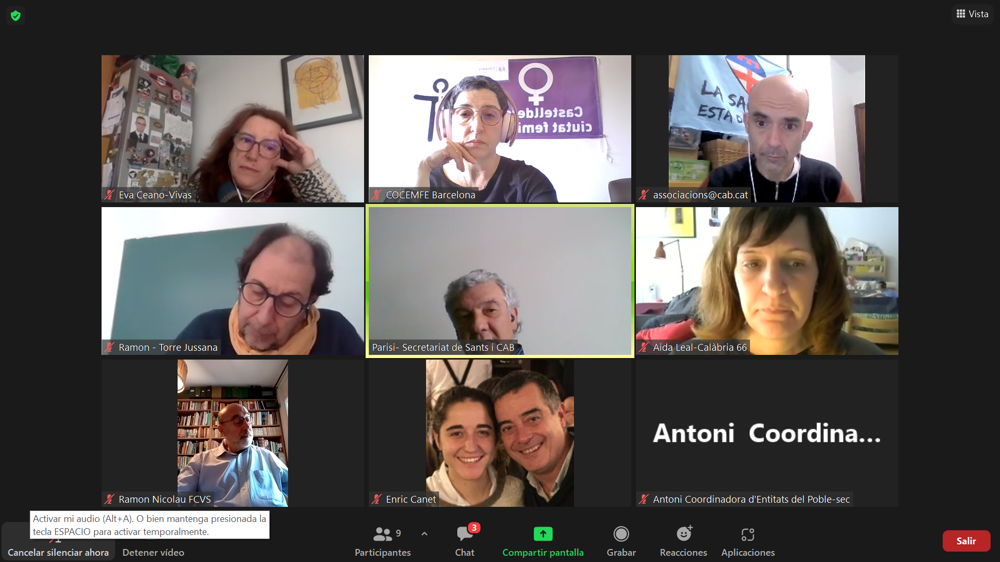 Vista
COCEMFE
Castellde
ciutat femi
LA SA
ESTA D
Eva Ceano-Vivas
COCEMFE Barcelona
associacions@cab.cat
Ramon - Torre Jussana
Parisi- Secretariat de Sants i CAB
Aida Leal-Calàbria 66
Antoni Coordina...
Ramon Nicolau FCVS
Enric Canet
Antoni Coordinadora d'Entitats del Poble-sec
Activar mi audio (Alt+A). O bien mantenga presionada la
tecla ESPACIO para activar temporalmente.
9
3
Cancelar silenciar ahora
Detener vídeo
Participantes
Chat
Compartir pantalla
Grabar
Reacciones
Aplicaciones
Salir